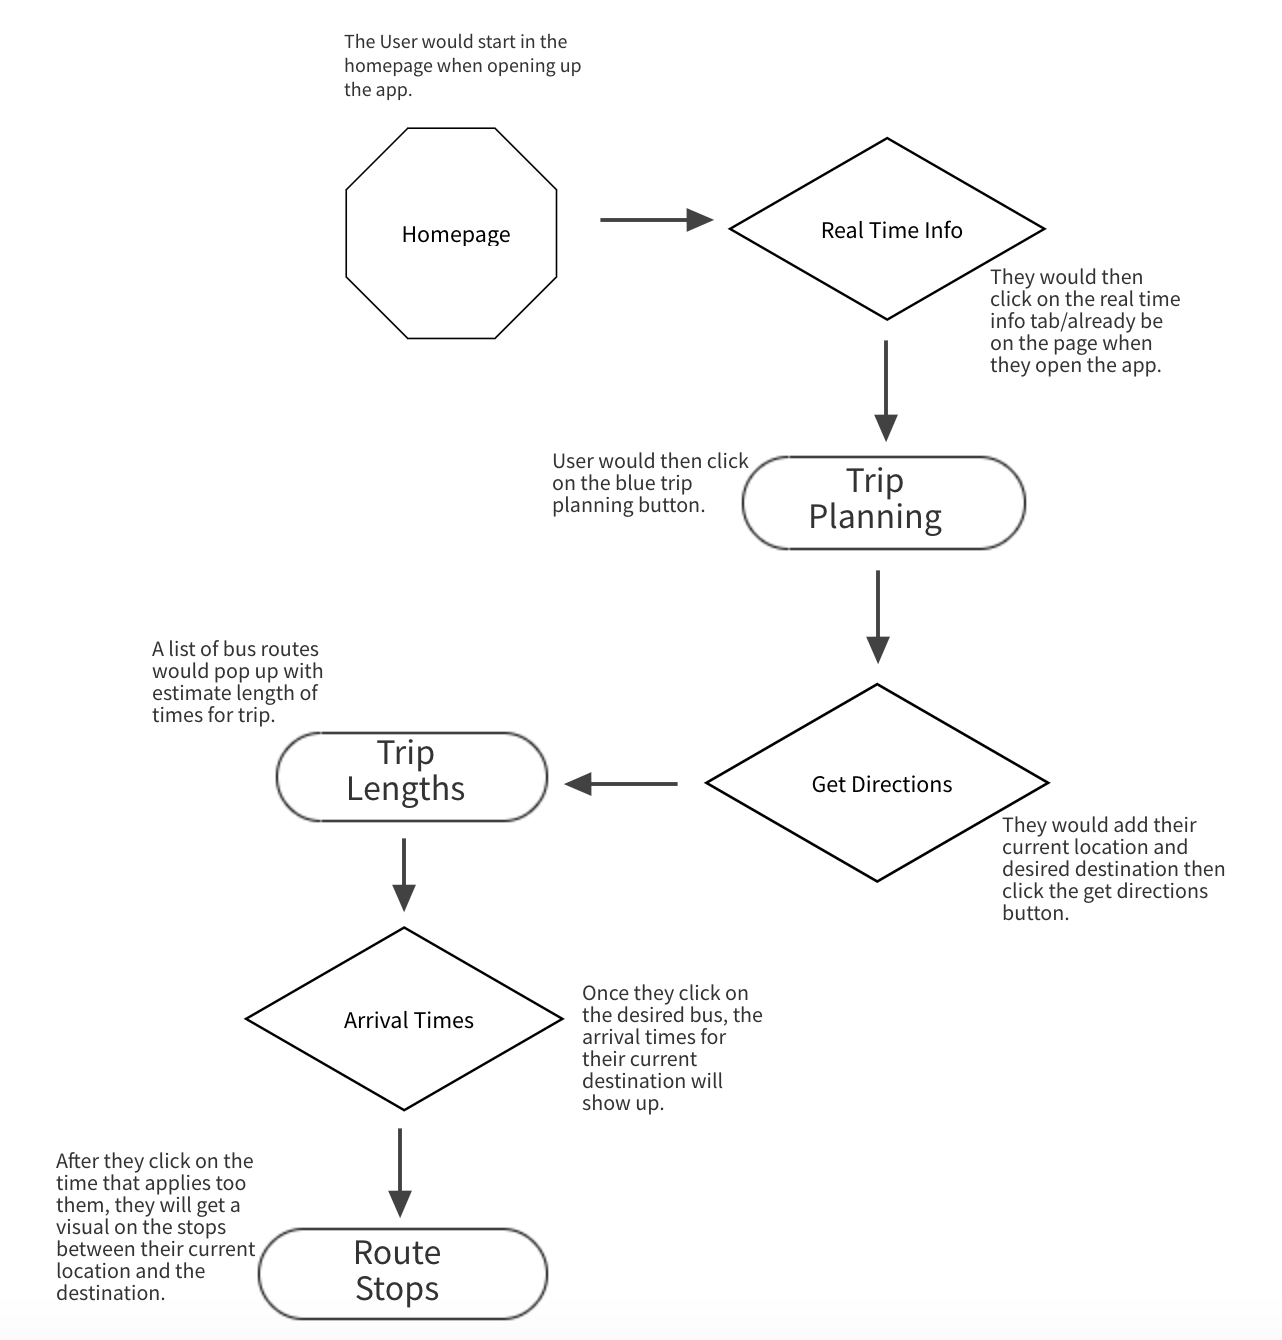 The User would start in the
homepage when opening up
the app.
Homepage
Real Time Info
They would then
click on the real time
info tab/already be
on the page when
they open the app.
User would then click
on the blue trip
planning button.
Trip
Planning
A list of bus routes
would pop up with
estimate length of
times for trip.
Trip
Lengths
Get Directions
They would add their
current location and
desired destination then
click the get directions
button.
Arrival Times
Once they click on
the desired bus, the
arrival times for
their current
destination will
show up.
After they click on the
time that applies too
them, they will get a
visual on the stops
between their current
location and the
destination.
Route
Stops